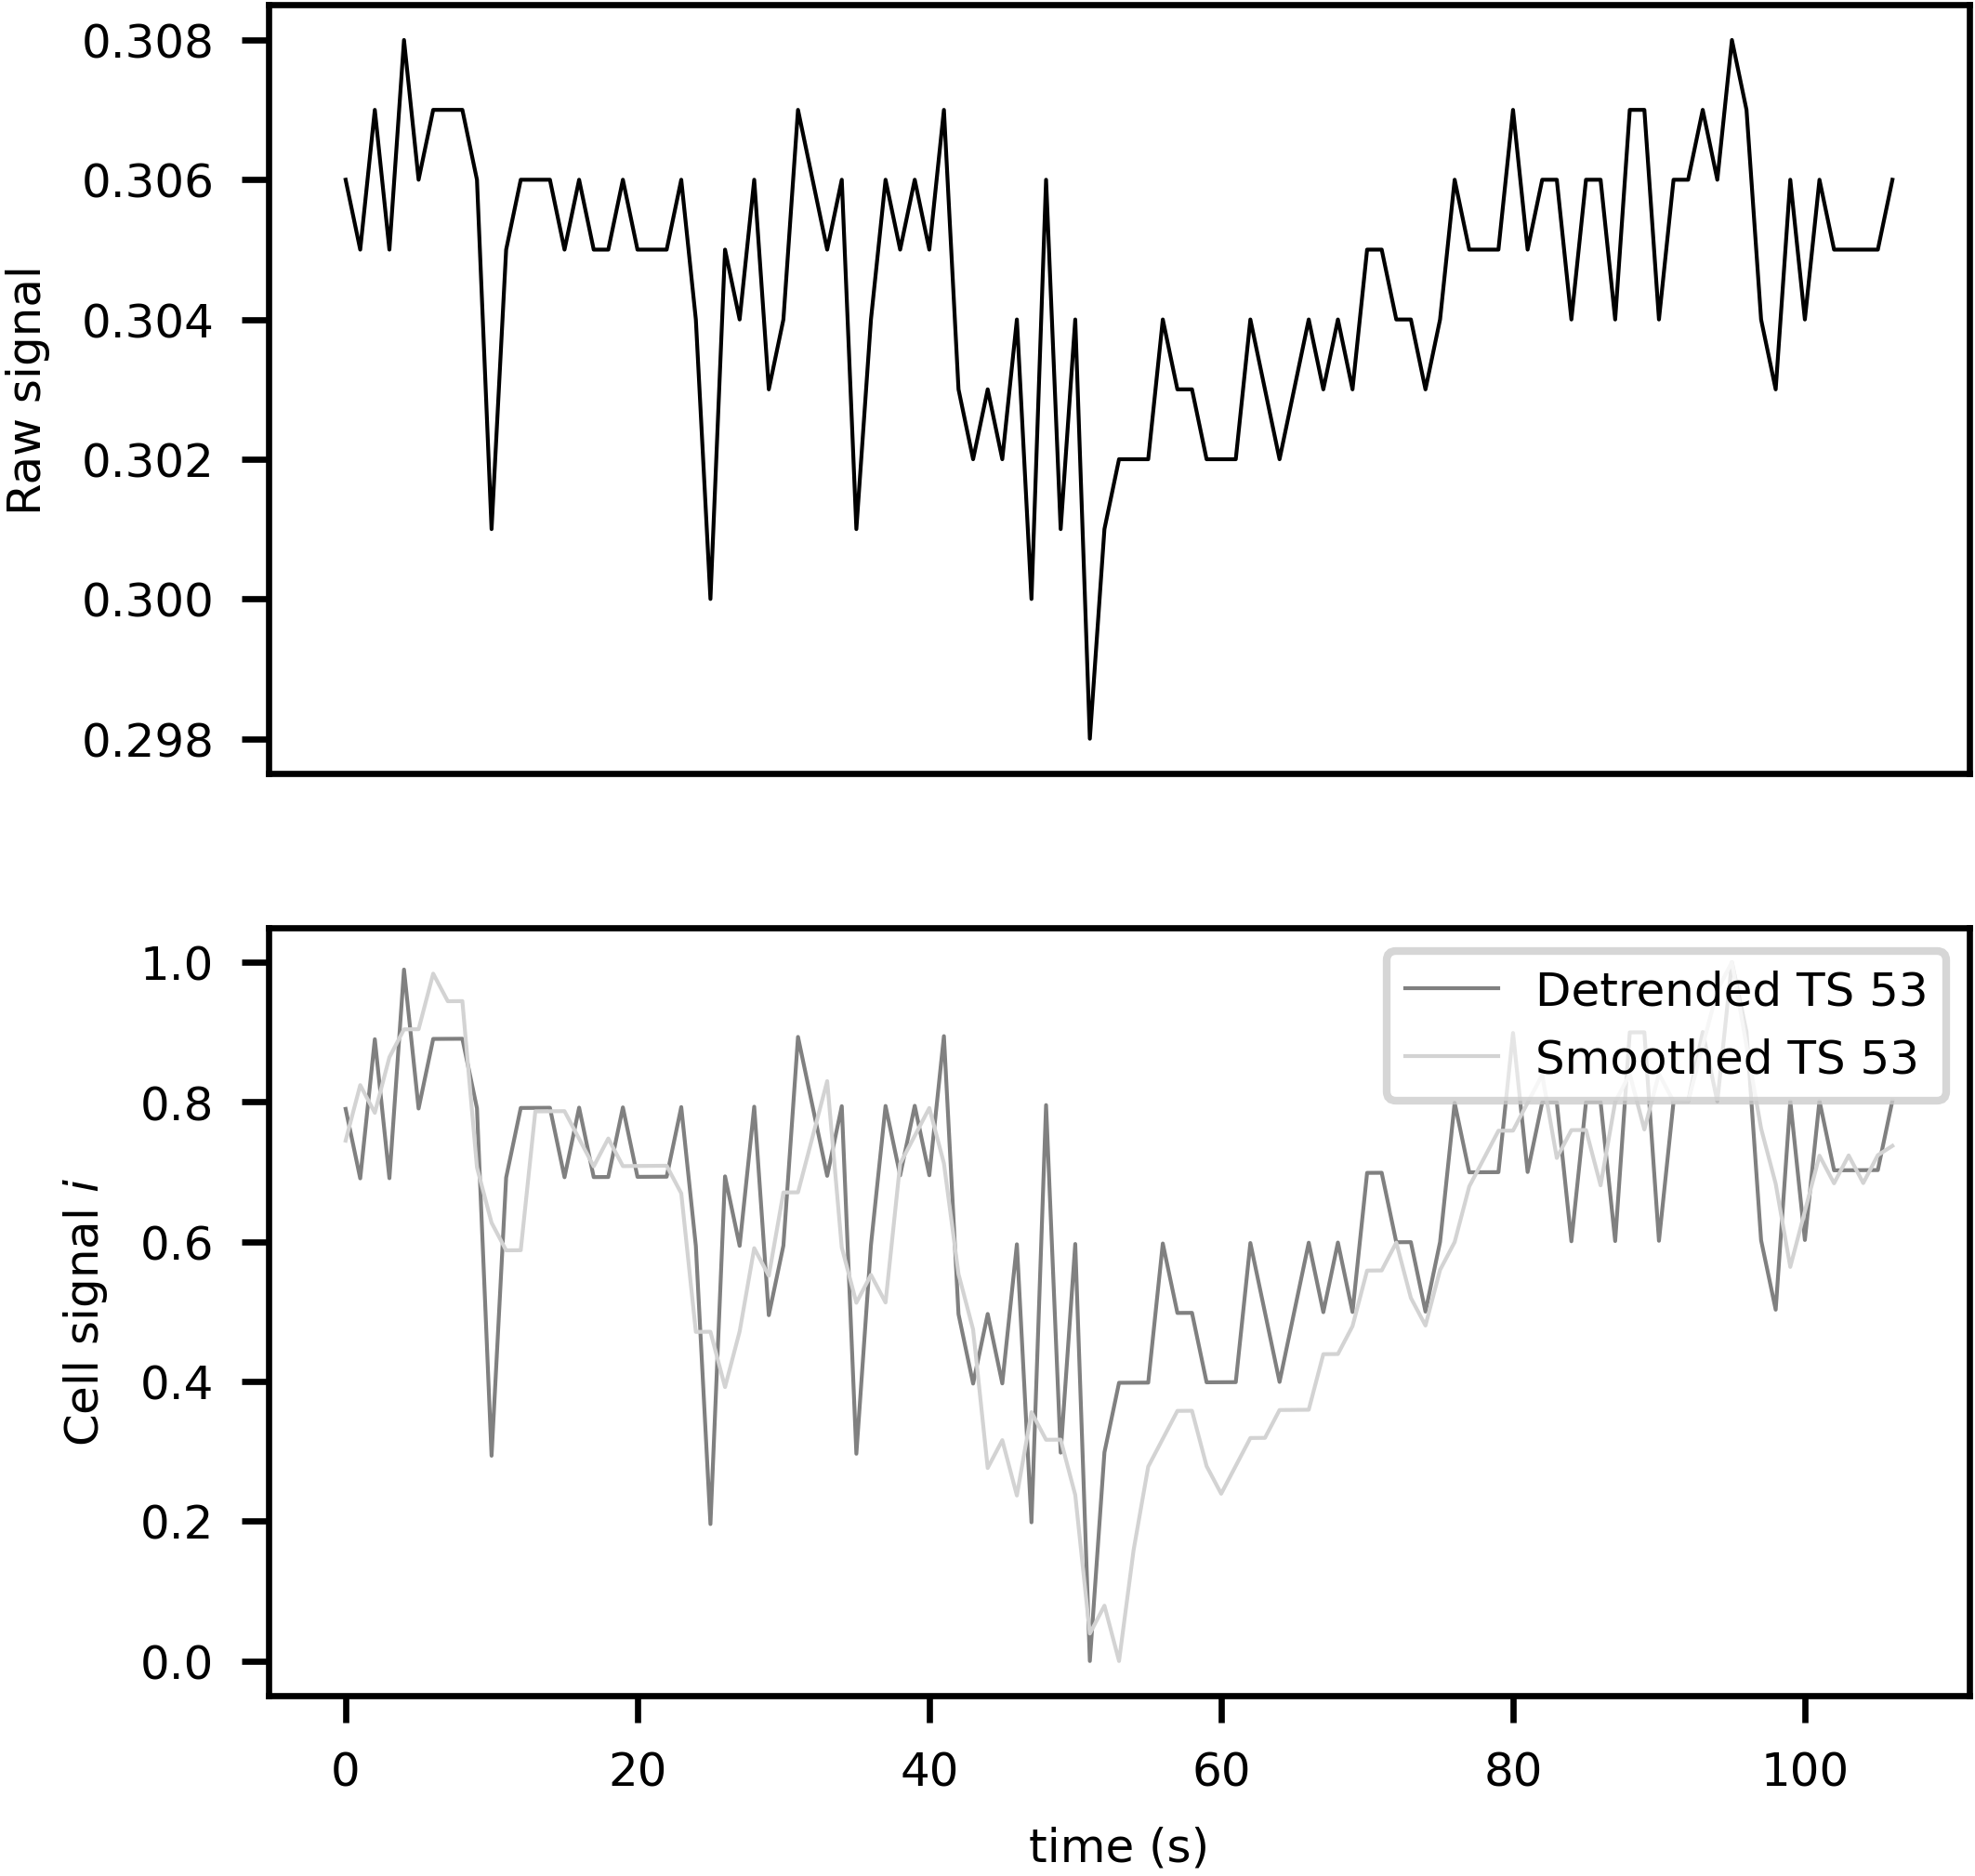 0.308
0.306
0.304
0.302
0.300
0.298
Raw signal
1.0
0.8
0.6
0.4
0.2
0.0
Cell signal i
Detrended TS 53
Smoothed TS 53
0 20 40 60 80 100
time (s)